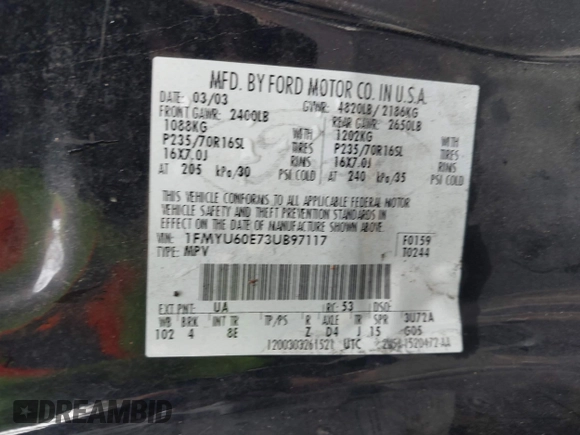 MFD. BY FORD MOTOR CO. IN U.S.A.
DATE: 03/03 GVWR: 4820LB/2186KG
FRONT GAWR: 2400LB REAR GAWR: 2650LB
1088KG WITH 1202KG WITH
P235/70R16SL TIRES P235/70R16SL TIRES
16X7.0J RIMS 16X7.0J RIMS
AT 205 kPa/30 PSI COLD AT 240 kPa/35 PSI COLD
THIS VEHICLE CONFORMS TO ALL APPLICABLE FEDERAL MOTOR
VEHICLE SAFETY AND THEFT PREVENTION STANDARDS IN
EFFECT ON THE DATE OF MANUFACTURE SHOWN ABOVE.
VIN: 1FMYU60E73UB97117 F0159
TYPE: MPV T0244
EXT PNT: UA RC: 53 DSO:
WB BRK INT TR TP/PS R AXLE TR SPR 3U72A
102 4 8E Z D4 J 15 G05
1200303261521 UTC
DREAMBID